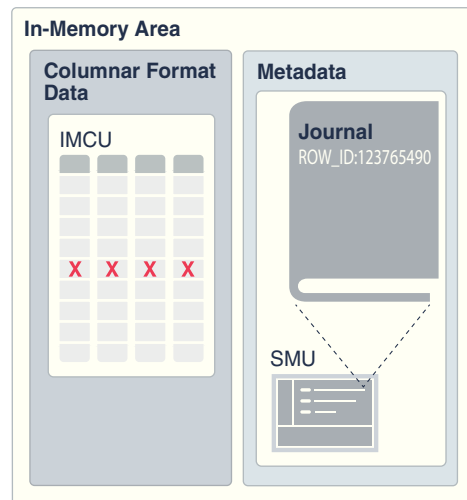 In-Memory Area
Columnar Format
Data
IMCU
X X X X
Metadata
Journal
ROW_ID:123765490
SMU